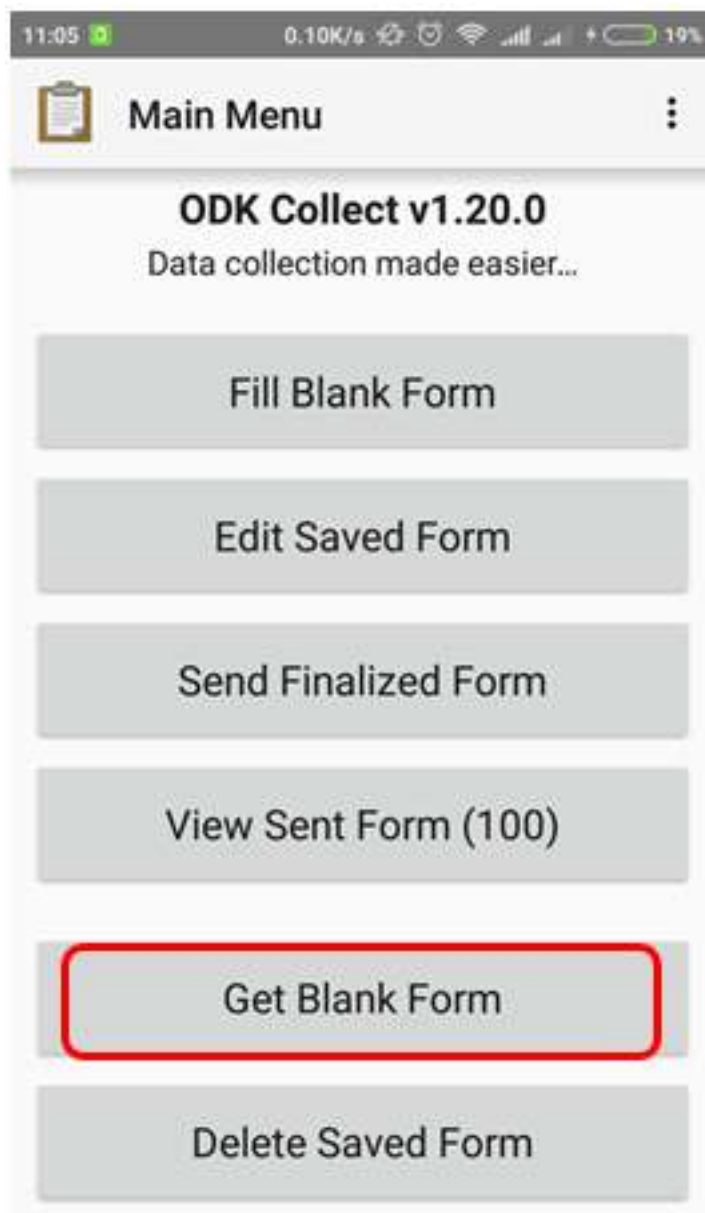 11:05 0.10K/s 19%
Main Menu
ODK Collect v1.20.0
Data collection made easier...
Fill Blank Form
Edit Saved Form
Send Finalized Form
View Sent Form (100)
Get Blank Form
Delete Saved Form